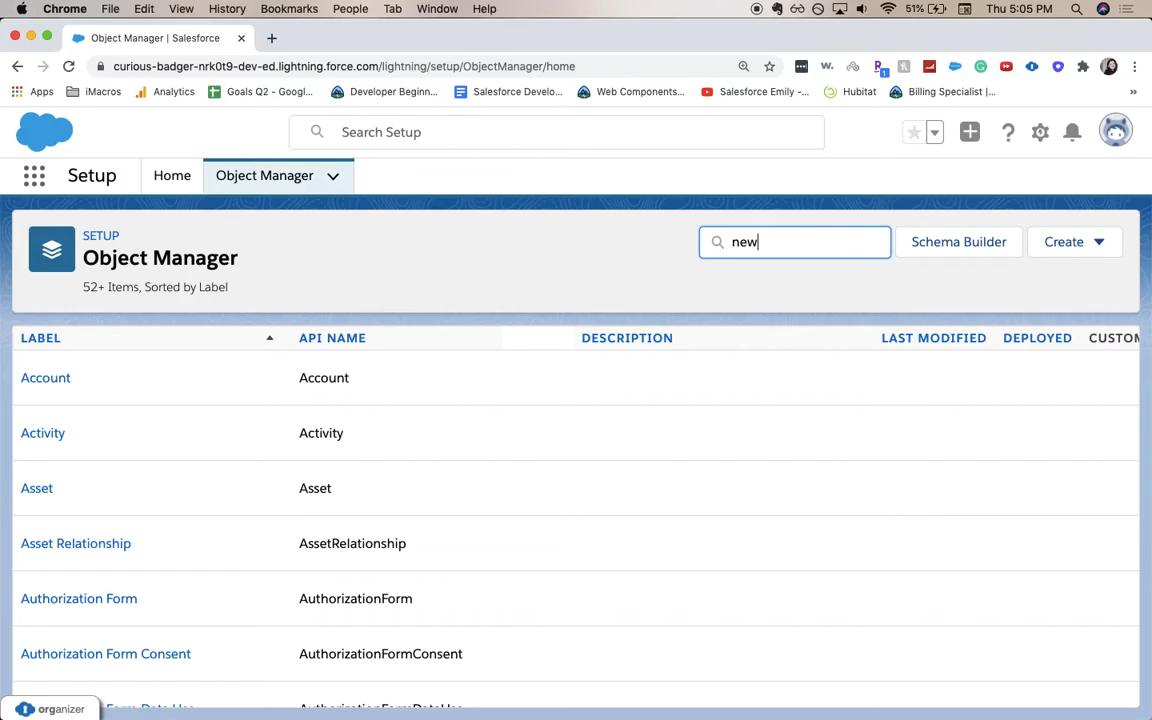 Chrome File Edit View History Bookmarks People Tab Window Help 51% Thu 5:05 PM
Object Manager | Salesforce
curious-badger-nrk0t9-dev-ed.lightning.force.com/lightning/setup/ObjectManager/home
Apps iMacros Analytics Goals Q2 - Googl... Developer Beginn... Salesforce Develo... Web Components... Salesforce Emily -... Hubitat Billing Specialist |... »
Search Setup
Setup Home Object Manager
SETUP
Object Manager
52+ Items, Sorted by Label
new
Schema Builder
Create
LABEL API NAME DESCRIPTION LAST MODIFIED DEPLOYED CUSTOM
Account Account
Activity Activity
Asset Asset
Asset Relationship AssetRelationship
Authorization Form AuthorizationForm
Authorization Form Consent AuthorizationFormConsent
organizer